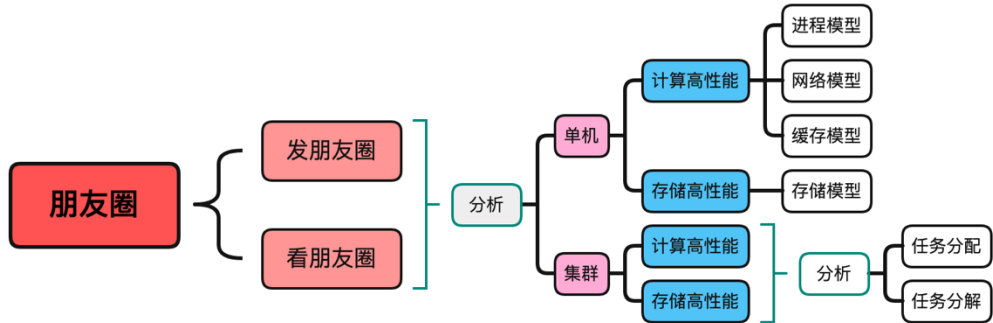 朋友圈
发朋友圈
看朋友圈
分析
单机
计算高性能
进程模型
网络模型
缓存模型
存储高性能
存储模型
集群
计算高性能
存储高性能
分析
任务分配
任务分解